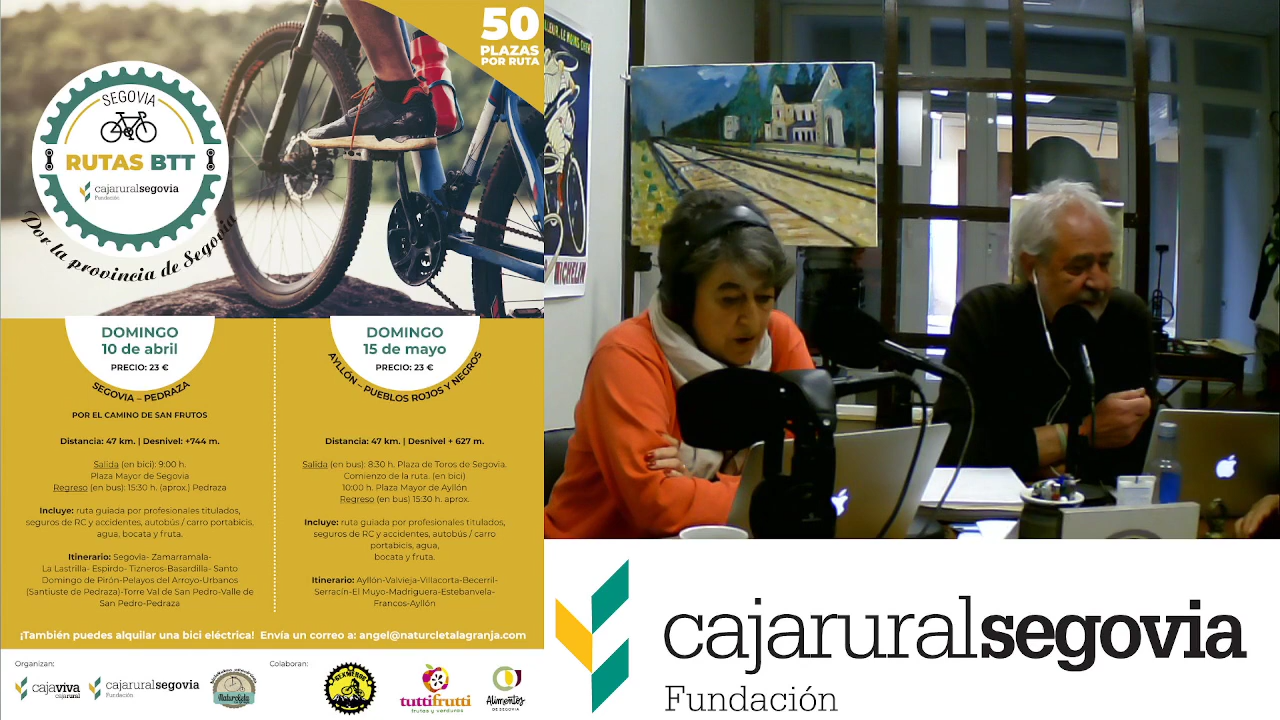 50
PLAZAS
POR RUTA
SEGOVIA
RUTAS BTT
cajaruralsegovia
Fundación
Por la provincia de Segovia
DOMINGO
10 de abril
PRECIO: 23 €
SEGOVIA – PEDRAZA
POR EL CAMINO DE SAN FRUTOS
Distancia: 47 km. | Desnivel: +744 m.
Salida (en bici): 9:00 h.
Plaza Mayor de Segovia
Regreso (en bus): 15:30 h. (aprox.) Pedraza
Incluye: ruta guiada por profesionales titulados,
seguros de RC y accidentes, autobús / carro portabicis.
agua, bocata y fruta.
Itinerario: Segovia- Zamarramala-
La Lastrilla- Espirdo- Tizneros-Basardilla- Santo
Domingo de Pirón-Pelayos del Arroyo-Urbanos
(Santiuste de Pedraza)-Torre Val de San Pedro-Valle de
San Pedro-Pedraza
DOMINGO
15 de mayo
PRECIO: 23 €
AYLLÓN – PUEBLOS ROJOS Y NEGROS
Distancia: 47 km. | Desnivel + 627 m.
Salida (en bus): 8:30 h. Plaza de Toros de Segovia.
Comienzo de la ruta. (en bici)
10:00 h. Plaza Mayor de Ayllón
Regreso (en bus) 15:30 h. aprox.
Incluye: ruta guiada por profesionales titulados,
seguros de RC y accidentes, autobús / carro
portabicis, agua,
bocata y fruta.
Itinerario: Ayllón-Valvieja-Villacorta-Becerril-
Serracín-El Muyo-Madriguera-Estebanvela-
Francos-Ayllón
¡También puedes alquilar una bici eléctrica! Envía un correo a: angel@naturcletalagranja.com
Organizan:
cajaviva
cajarural
cajaruralsegovia
Fundación
Naturcleta
Colaboran:
tuttifrutti
frutas y verduras
Alimentos
DE SEGOVIA
MICHELIN
cajaruralsegovia
Fundación